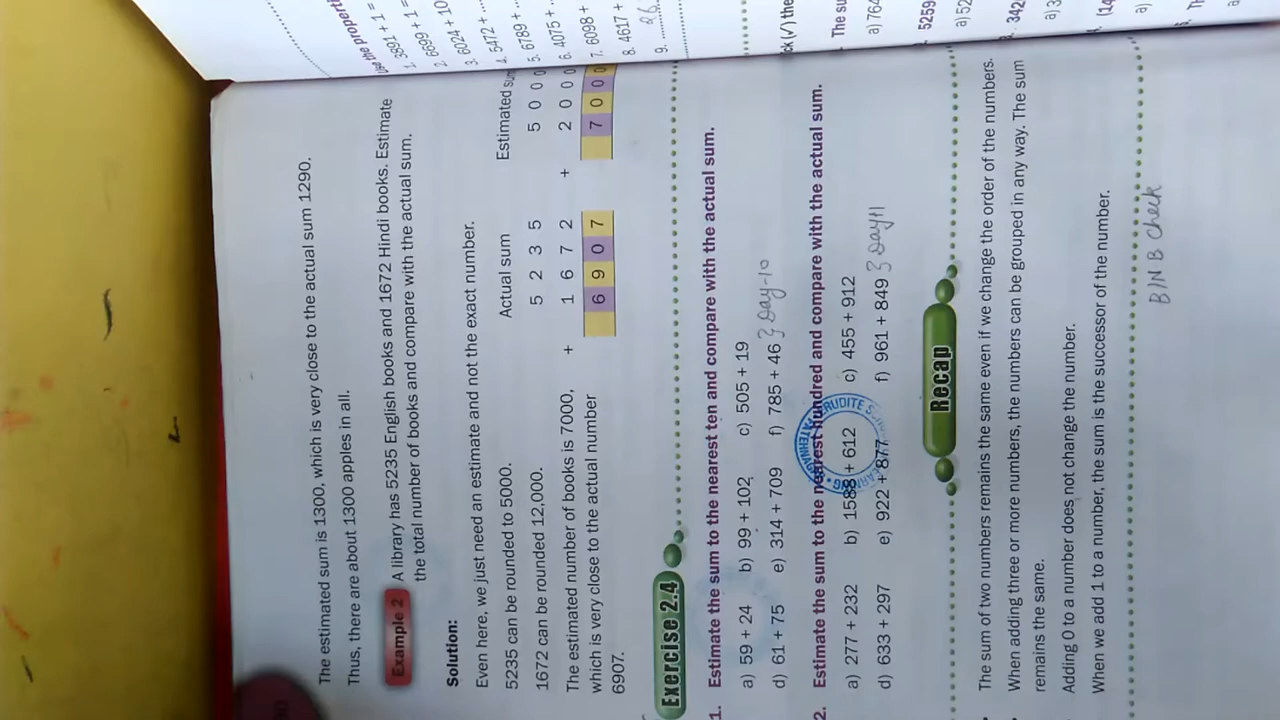 The estimated sum is 1300, which is very close to the actual sum 1290.
Thus, there are about 1300 apples in all.
Example 2 A library has 5235 English books and 1672 Hindi books. Estimate
the total number of books and compare with the actual sum.
Solution:
Even here, we just need an estimate and not the exact number.
5235 can be rounded to 5000.
1672 can be rounded 12,000.
The estimated number of books is 7000,
which is very close to the actual number
6907.
Actual sum Estimated sum
5 2 3 5 5 0 0 0
+ 1 6 7 2 + 2 0 0 0
6 9 0 7 7 0 0 0
Exercise 2.4
1. Estimate the sum to the nearest ten and compare with the actual sum.
a) 59 + 24 b) 99 + 102 c) 505 + 19
d) 61 + 75 e) 314 + 709 f) 785 + 46 } Day-10
2. Estimate the sum to the nearest hundred and compare with the actual sum.
a) 277 + 232 b) 1588 + 612 c) 455 + 912
d) 633 + 297 e) 922 + 877 f) 961 + 849 } Day 11
Recap
The sum of two numbers remains the same even if we change the order of the numbers.
When adding three or more numbers, the numbers can be grouped in any way. The sum
remains the same.
Adding 0 to a number does not change the number.
When we add 1 to a number, the sum is the successor of the number.
B/N B check
Use the properti
1. 3891 + 1 =
2. 6699 + 1 =
3. 6024 + 10
4. 5472 + ...
5. 6789 + ...
6. 4075 + ...
7. 6098 +
8. 4617 +
9.
The su
a) 764
5259
a) 52
342
a) 3
(14
a)